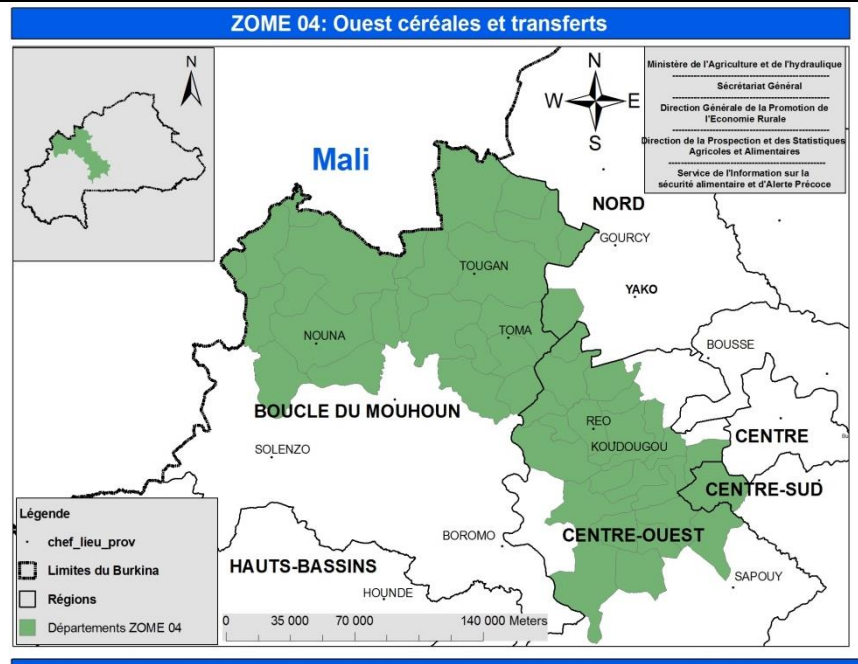 ZOME 04: Ouest céréales et transferts
N
N
W
E
S
Ministère de l'Agriculture et de l'hydraulique
Sécrétariat Général
Direction Générale de la Promotion de
l'Economie Rurale
Direction de la Prospection et des Statistiques
Agricoles et Alimentaires
Service de l'Information sur la
sécurité alimentaire et d'Alerte Précoce
Mali
NORD
GOURCY
TOUGAN
YAKO
NOUNA
TOMA
BOUSSE
BOUCLE DU MOUHOUN
REO
KOUDOUGOU
CENTRE
SOLENZO
CENTRE-SUD
BOROMO
CENTRE-OUEST
HAUTS-BASSINS
SAPOUY
HOUNDE
Légende
chef_lieu_prov
Limites du Burkina
Régions
Départements ZOME 04
0
35 000
70 000
140 000 Meters